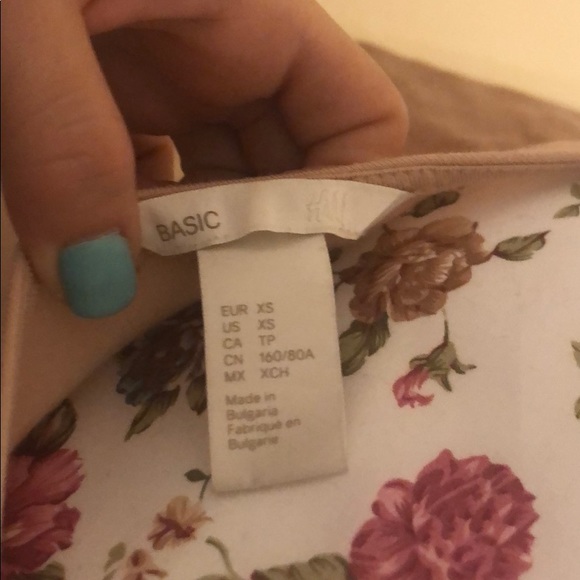 BASIC
EUR XS
US XS
CA TP
CN 160/80A
MX XCH
Made in
Bulgaria
Fabriqué en
Bulgarie